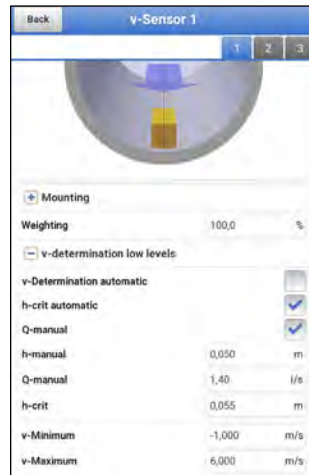 Back v-Sensor 1
1 2 3
+ Mounting
Weighting 100,0 %
− v-determination low levels
v-Determination automatic
h-crit automatic
Q-manual
h-manual 0,050 m
Q-manual 1,40 l/s
h-crit 0,055 m
v-Minimum -1,000 m/s
v-Maximum 6,000 m/s